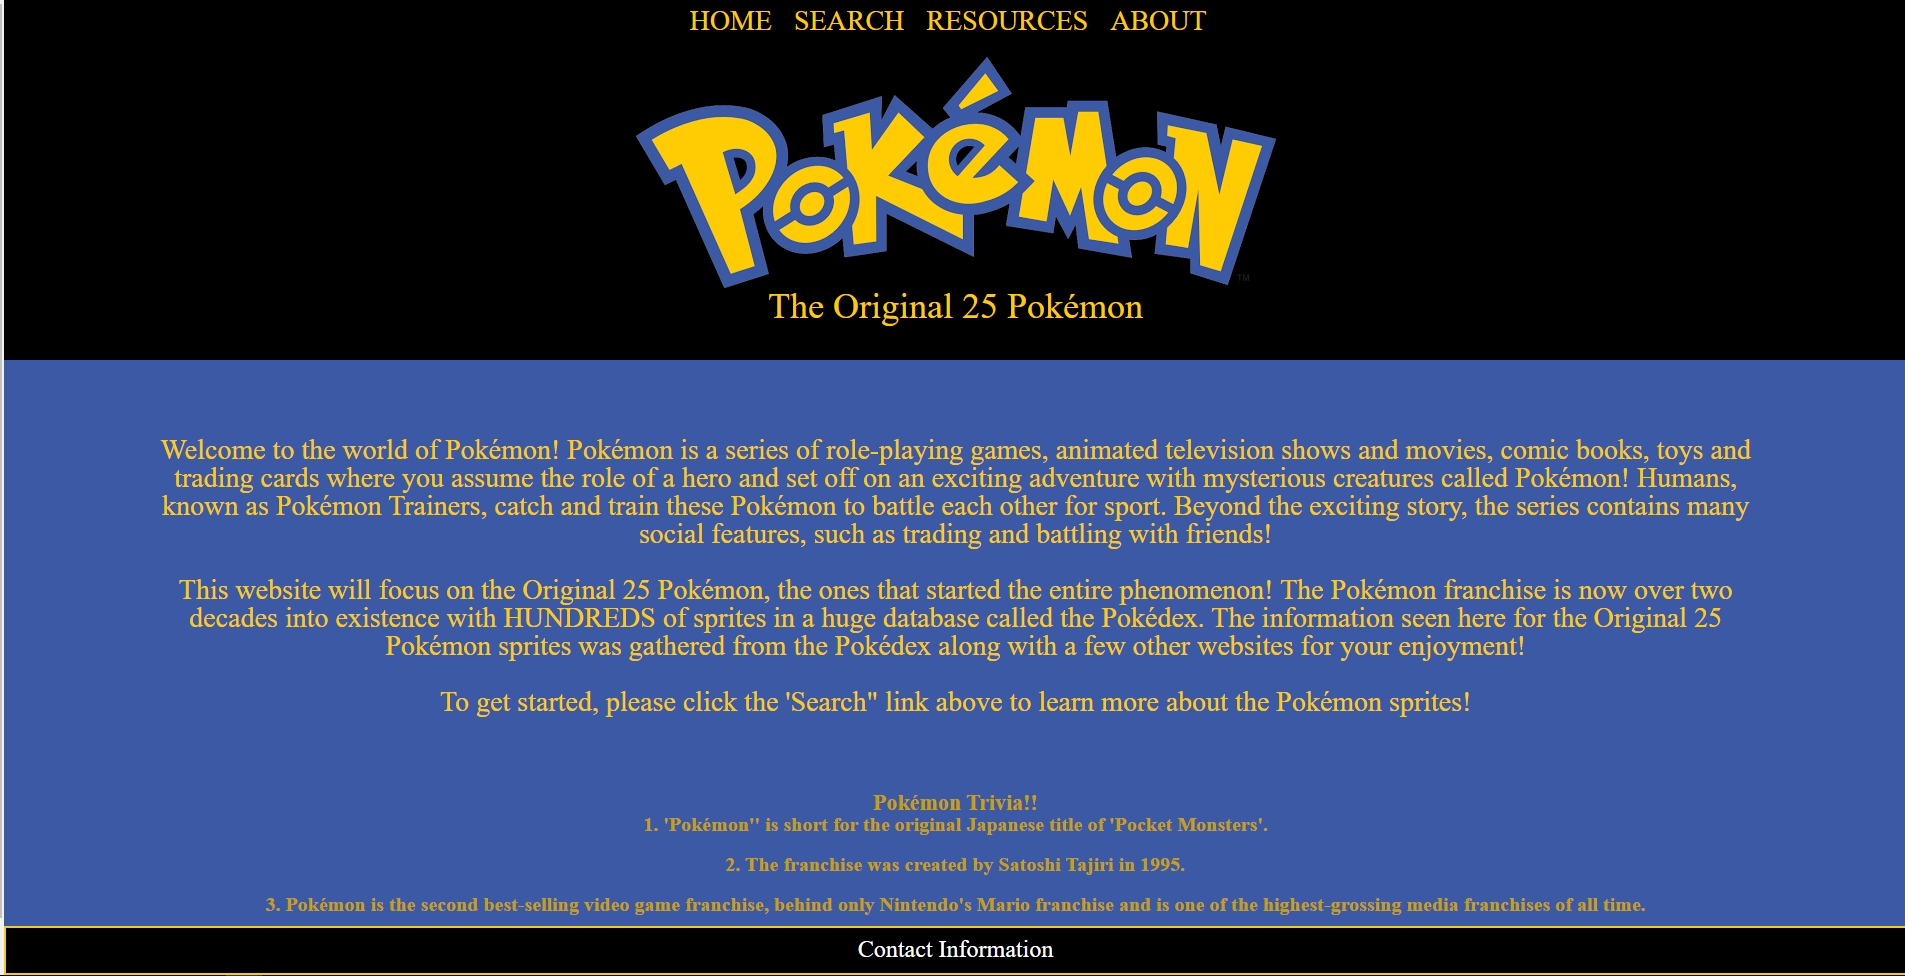 HOME SEARCH RESOURCES ABOUT
Pokémon
TM
The Original 25 Pokémon
Welcome to the world of Pokémon! Pokémon is a series of role-playing games, animated television shows and movies, comic books, toys and
trading cards where you assume the role of a hero and set off on an exciting adventure with mysterious creatures called Pokémon! Humans,
known as Pokémon Trainers, catch and train these Pokémon to battle each other for sport. Beyond the exciting story, the series contains many
social features, such as trading and battling with friends!
This website will focus on the Original 25 Pokémon, the ones that started the entire phenomenon! The Pokémon franchise is now over two
decades into existence with HUNDREDS of sprites in a huge database called the Pokédex. The information seen here for the Original 25
Pokémon sprites was gathered from the Pokédex along with a few other websites for your enjoyment!
To get started, please click the 'Search" link above to learn more about the Pokémon sprites!
Pokémon Trivia!!
1. 'Pokémon" is short for the original Japanese title of 'Pocket Monsters'.
2. The franchise was created by Satoshi Tajiri in 1995.
3. Pokémon is the second best-selling video game franchise, behind only Nintendo's Mario franchise and is one of the highest-grossing media franchises of all time.
Contact Information